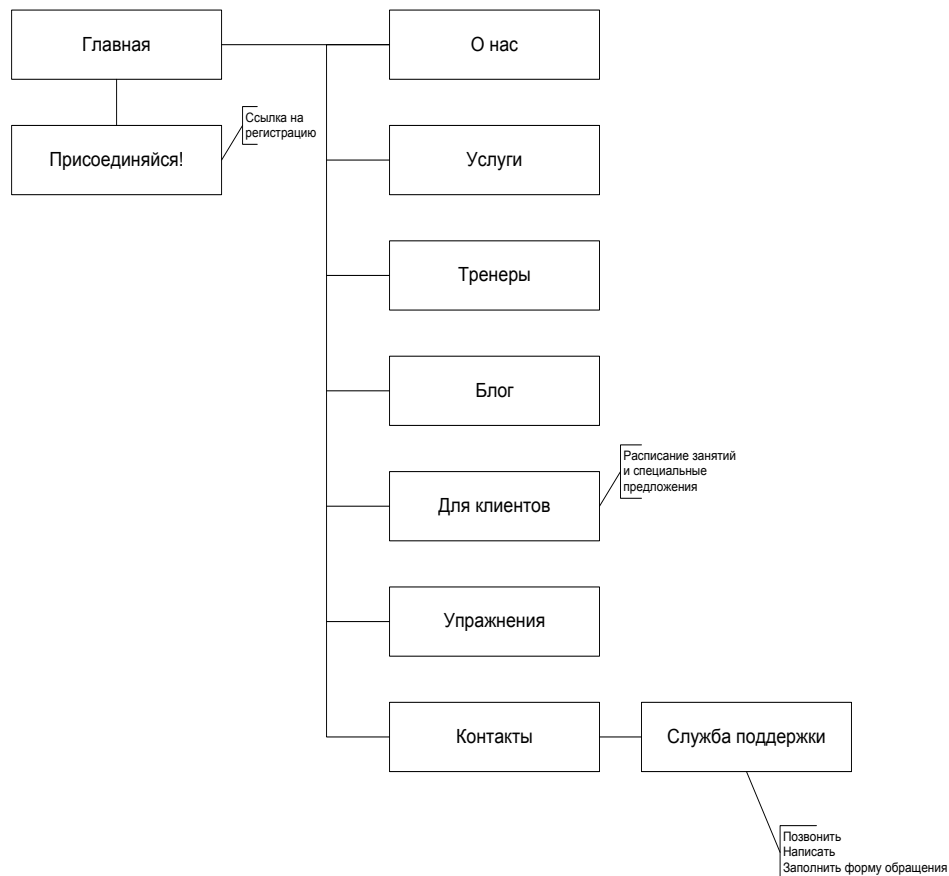 Главная
О нас
Присоединяйся!
Ссылка на
регистрацию
Услуги
Тренеры
Блог
Для клиентов
Расписание занятий
и специальные
предложения
Упражнения
Контакты
Служба поддержки
Позвонить
Написать
Заполнить форму обращения